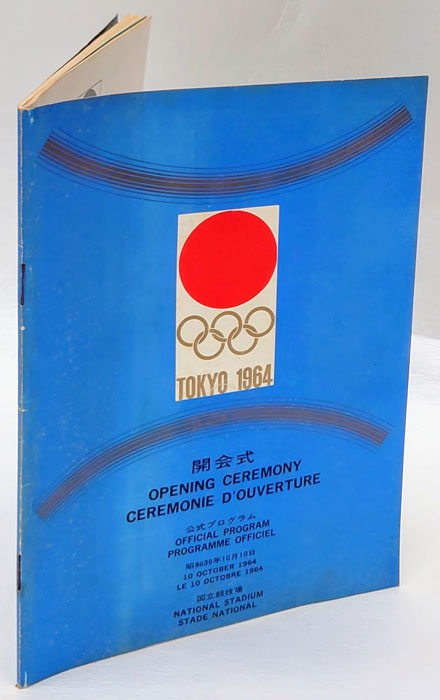 TOKYO 1964
開会式
OPENING CEREMONY
CEREMONIE D'OUVERTURE
公式プログラム
OFFICIAL PROGRAM
PROGRAMME OFFICIEL
昭和39年10月10日
10 OCTOBER 1964
LE 10 OCTOBRE 1964
国立競技場
NATIONAL STADIUM
STADE NATIONAL